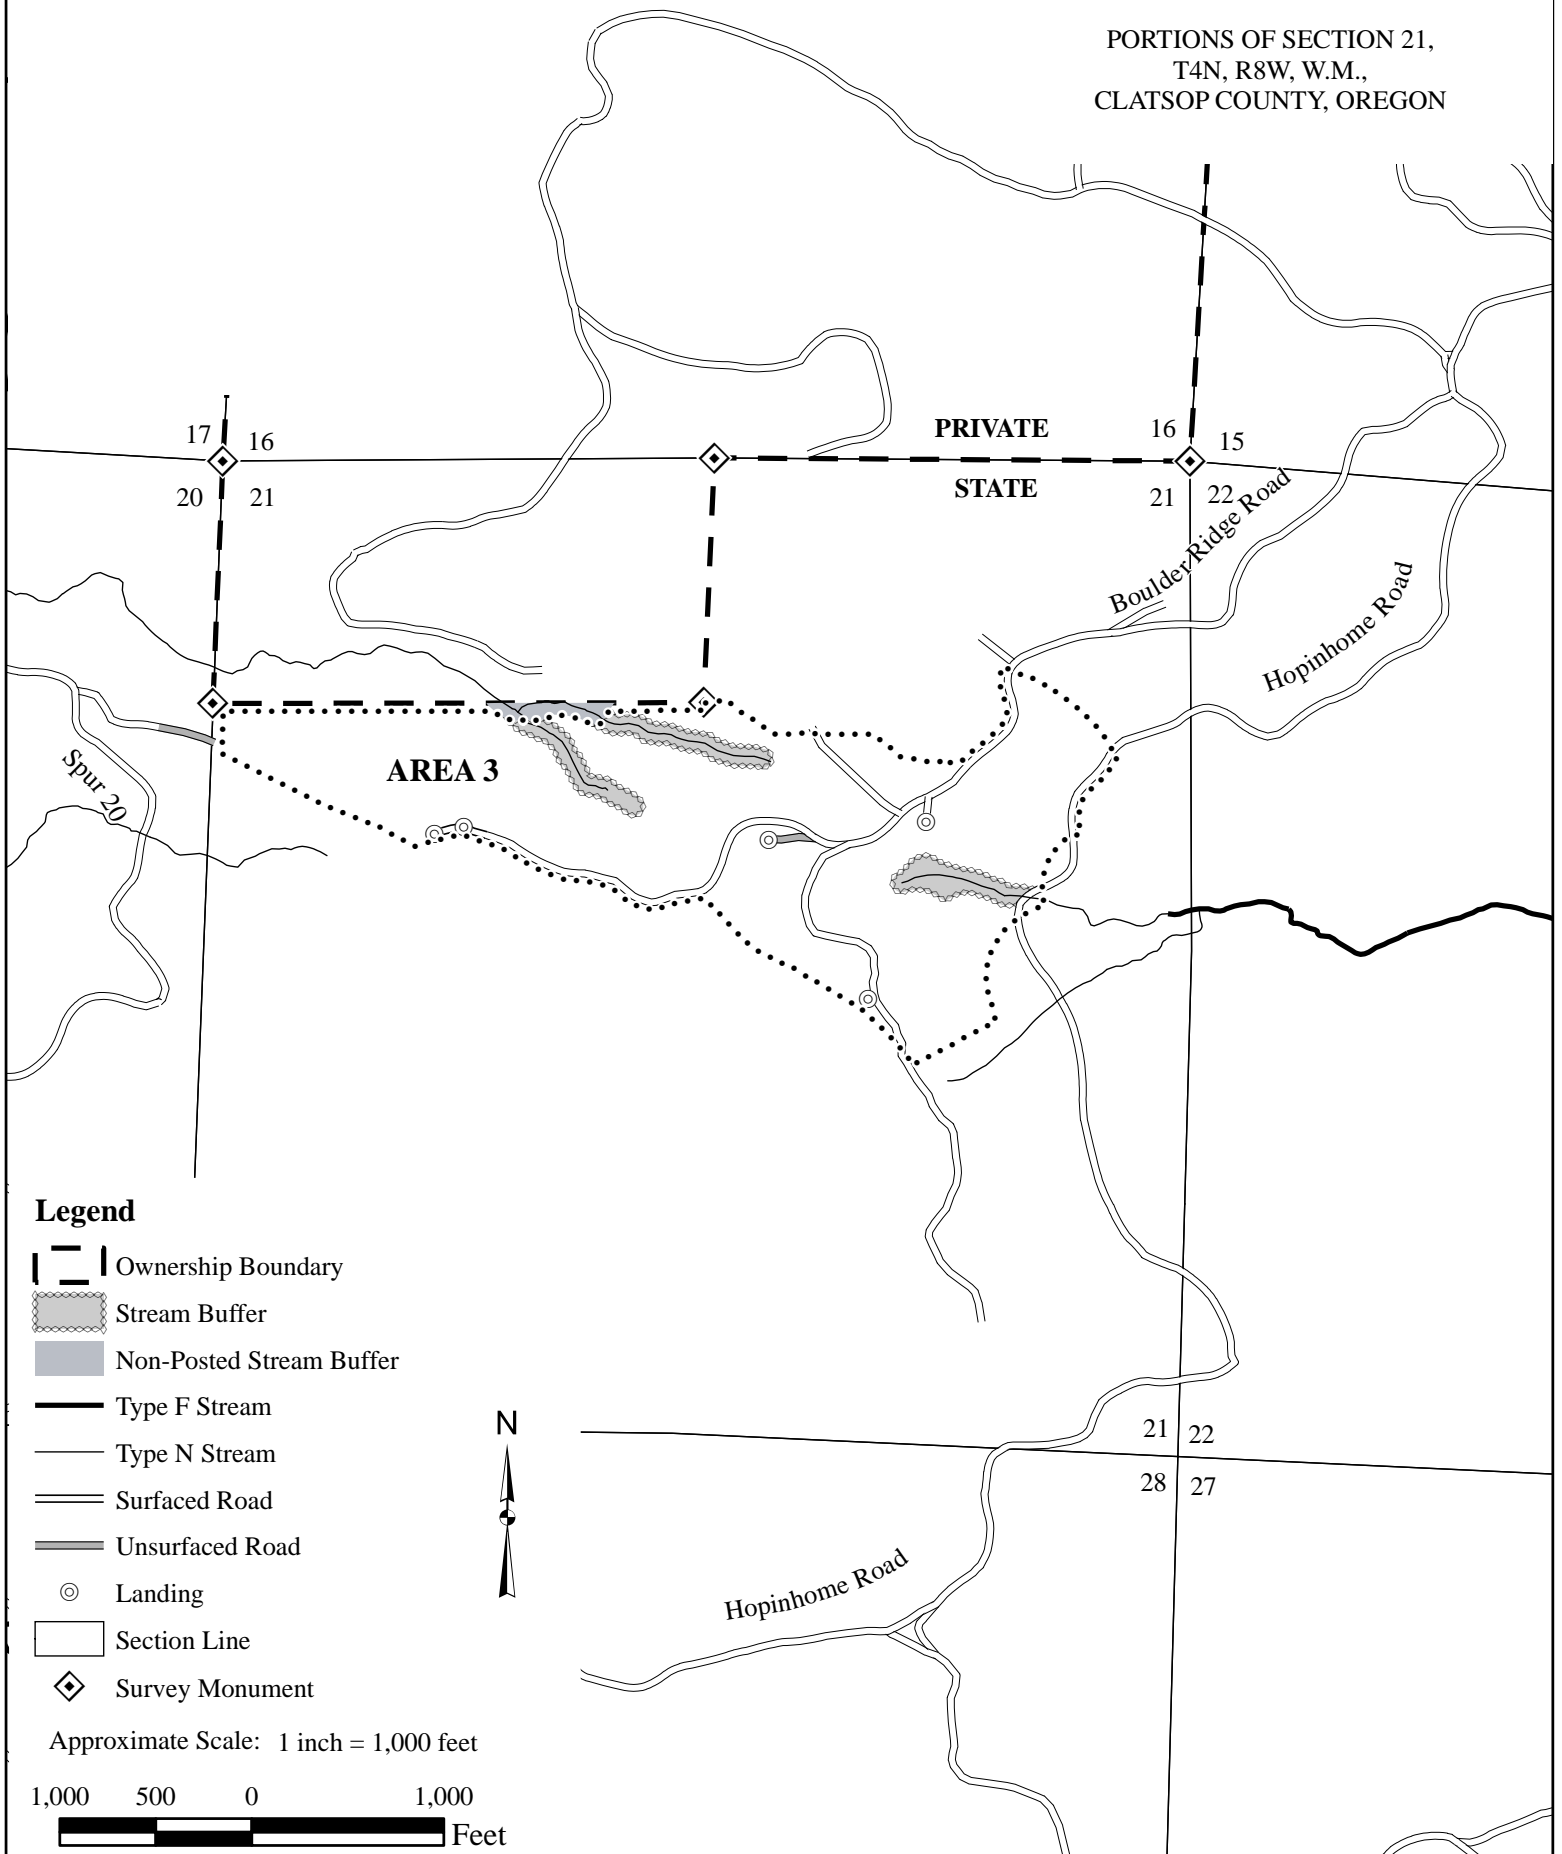 PORTIONS OF SECTION 21,
T4N, R8W, W.M.,
CLATSOP COUNTY, OREGON
17 16
20 21
PRIVATE
STATE
16 15
21 22
Boulder Ridge Road
Hopinhome Road
AREA 3
Spur 20
Legend
Ownership Boundary
Stream Buffer
Non-Posted Stream Buffer
Type F Stream
Type N Stream
Surfaced Road
Unsurfaced Road
Landing
Section Line
Survey Monument
Approximate Scale: 1 inch = 1,000 feet
1,000 500 0 1,000
Feet
N
21 22
28 27
Hopinhome Road